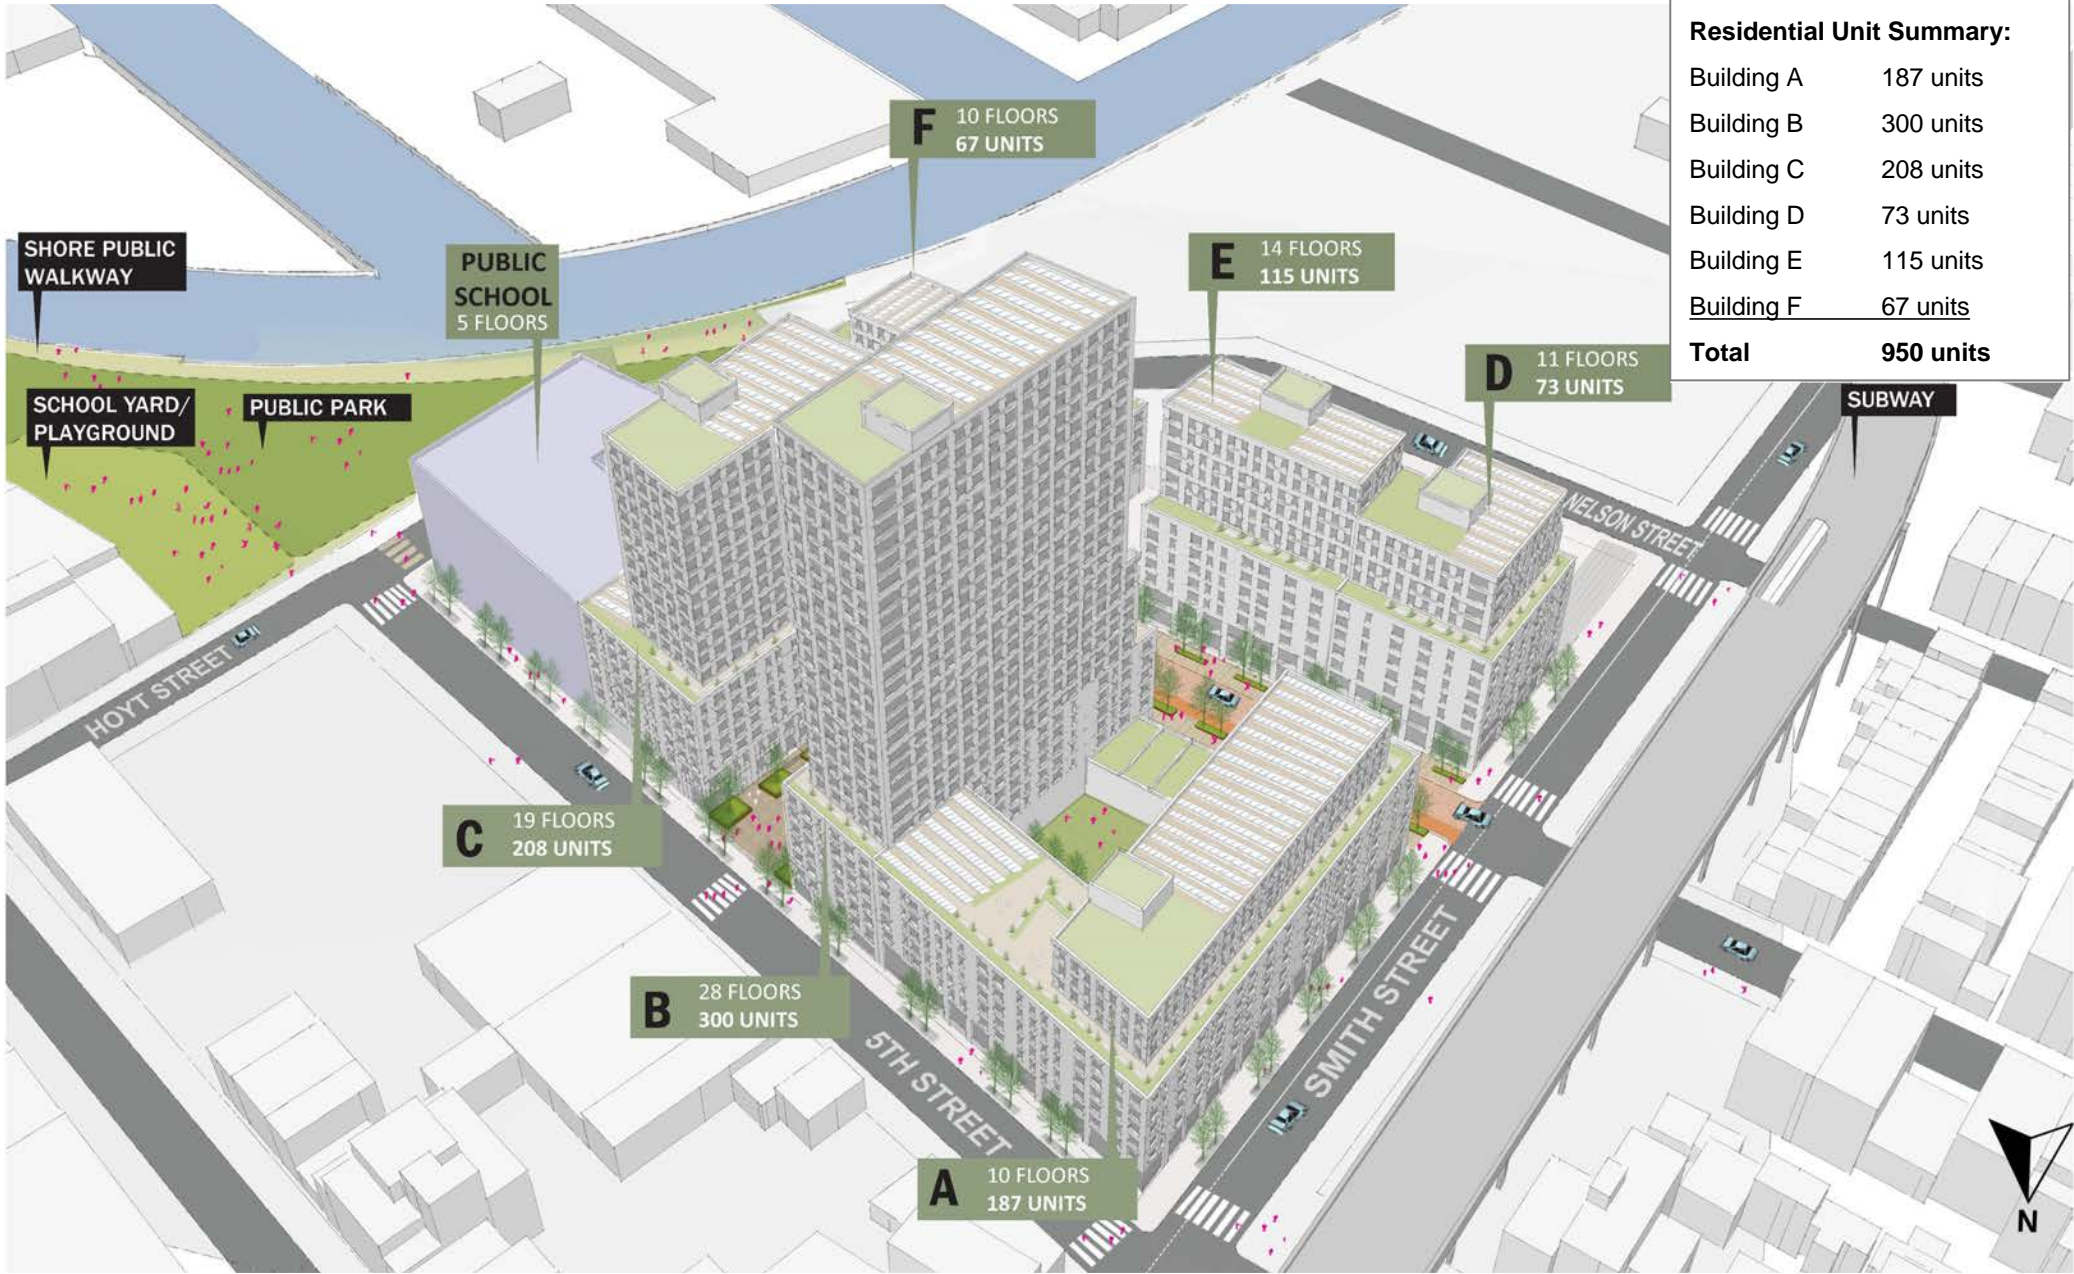 Residential Unit Summary:
Building A 187 units
Building B 300 units
Building C 208 units
Building D 73 units
Building E 115 units
Building F 67 units
Total 950 units
F 10 FLOORS
67 UNITS
SHORE PUBLIC
WALKWAY
PUBLIC
SCHOOL
5 FLOORS
E 14 FLOORS
115 UNITS
D 11 FLOORS
73 UNITS
SUBWAY
SCHOOL YARD/
PLAYGROUND
PUBLIC PARK
NELSON STREET
HOYT STREET
C 19 FLOORS
208 UNITS
B 28 FLOORS
300 UNITS
5TH STREET
SMITH STREET
A 10 FLOORS
187 UNITS
N